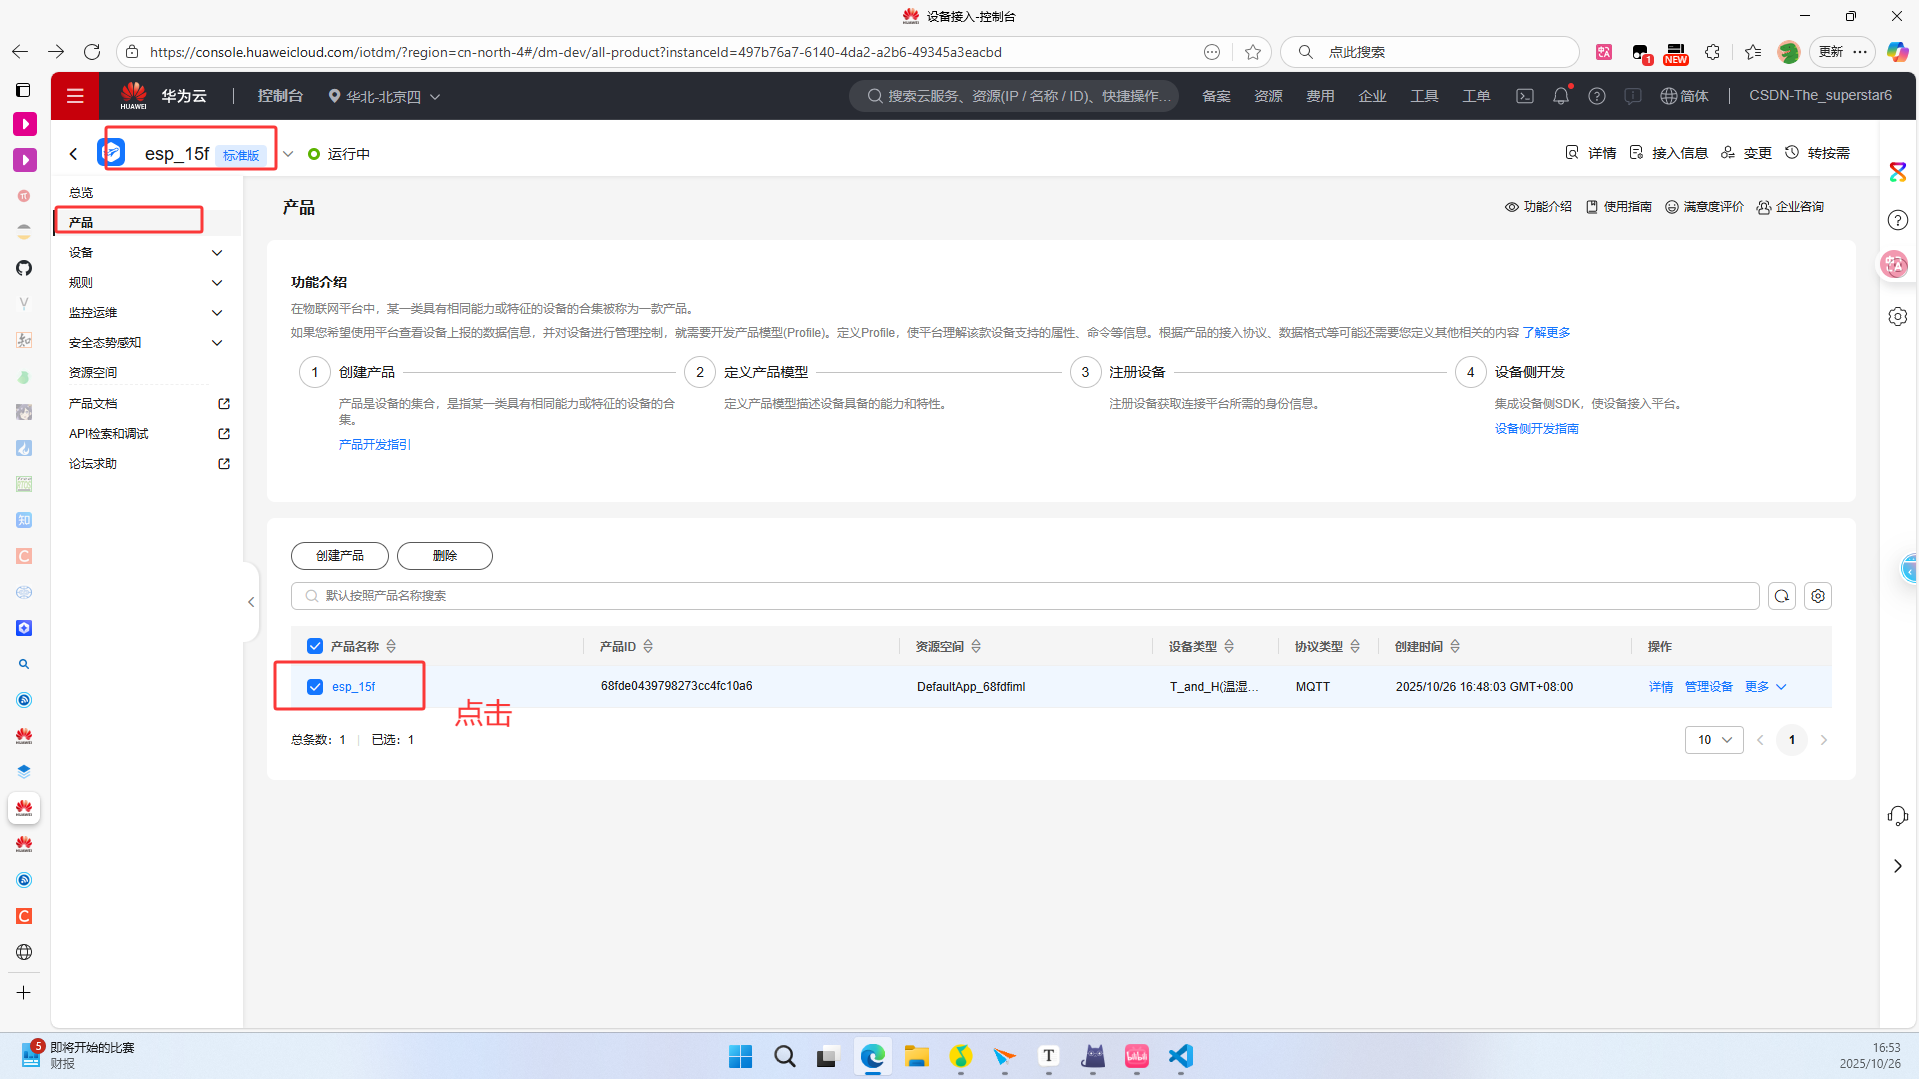 设备接入-控制台
https://console.huaweicloud.com/iotdm/?region=cn-north-4#/dm-dev/all-product?instanceId=497b76a7-6140-4da2-a2b6-49345a3eacbd
点此搜索
1
NEW
更新
HUAWEI
华为云
控制台
华北-北京四
搜索云服务、资源(IP / 名称 / ID)、快捷操作...
备案
资源
费用
企业
工具
工单
简体
CSDN-The_superstar6
esp_15f 标准版
运行中
详情
接入信息
变更
转按需
总览
产品
设备
规则
监控运维
安全态势感知
资源空间
产品文档
API检索和调试
论坛求助
产品
功能介绍
使用指南
满意度评价
企业咨询
功能介绍
在物联网平台中，某一类具有相同能力或特征的设备的合集被称为一款产品。
如果您希望使用平台查看设备上报的数据信息，并对设备进行管理控制，就需要开发产品模型(Profile)。定义Profile，使平台理解该款设备支持的属性、命令等信息。根据产品的接入协议、数据格式等可能还需要您定义其他相关的内容 了解更多
1 创建产品
产品是设备的集合，是指某一类具有相同能力或特征的设备的合
集。
产品开发指引
2 定义产品模型
定义产品模型描述设备具备的能力和特性。
3 注册设备
注册设备获取连接平台所需的身份信息。
4 设备侧开发
集成设备侧SDK，使设备接入平台。
设备侧开发指南
创建产品
删除
默认按照产品名称搜索
产品名称 产品ID 资源空间 设备类型 协议类型 创建时间 操作
esp_15f 68fde0439798273cc4fc10a6 DefaultApp_68fdfiml T_and_H(温湿... MQTT 2025/10/26 16:48:03 GMT+08:00 详情 管理设备 更多
点击
总条数：1 已选：1
10
1
5
即将开始的比赛
财报
16:53
2025/10/26